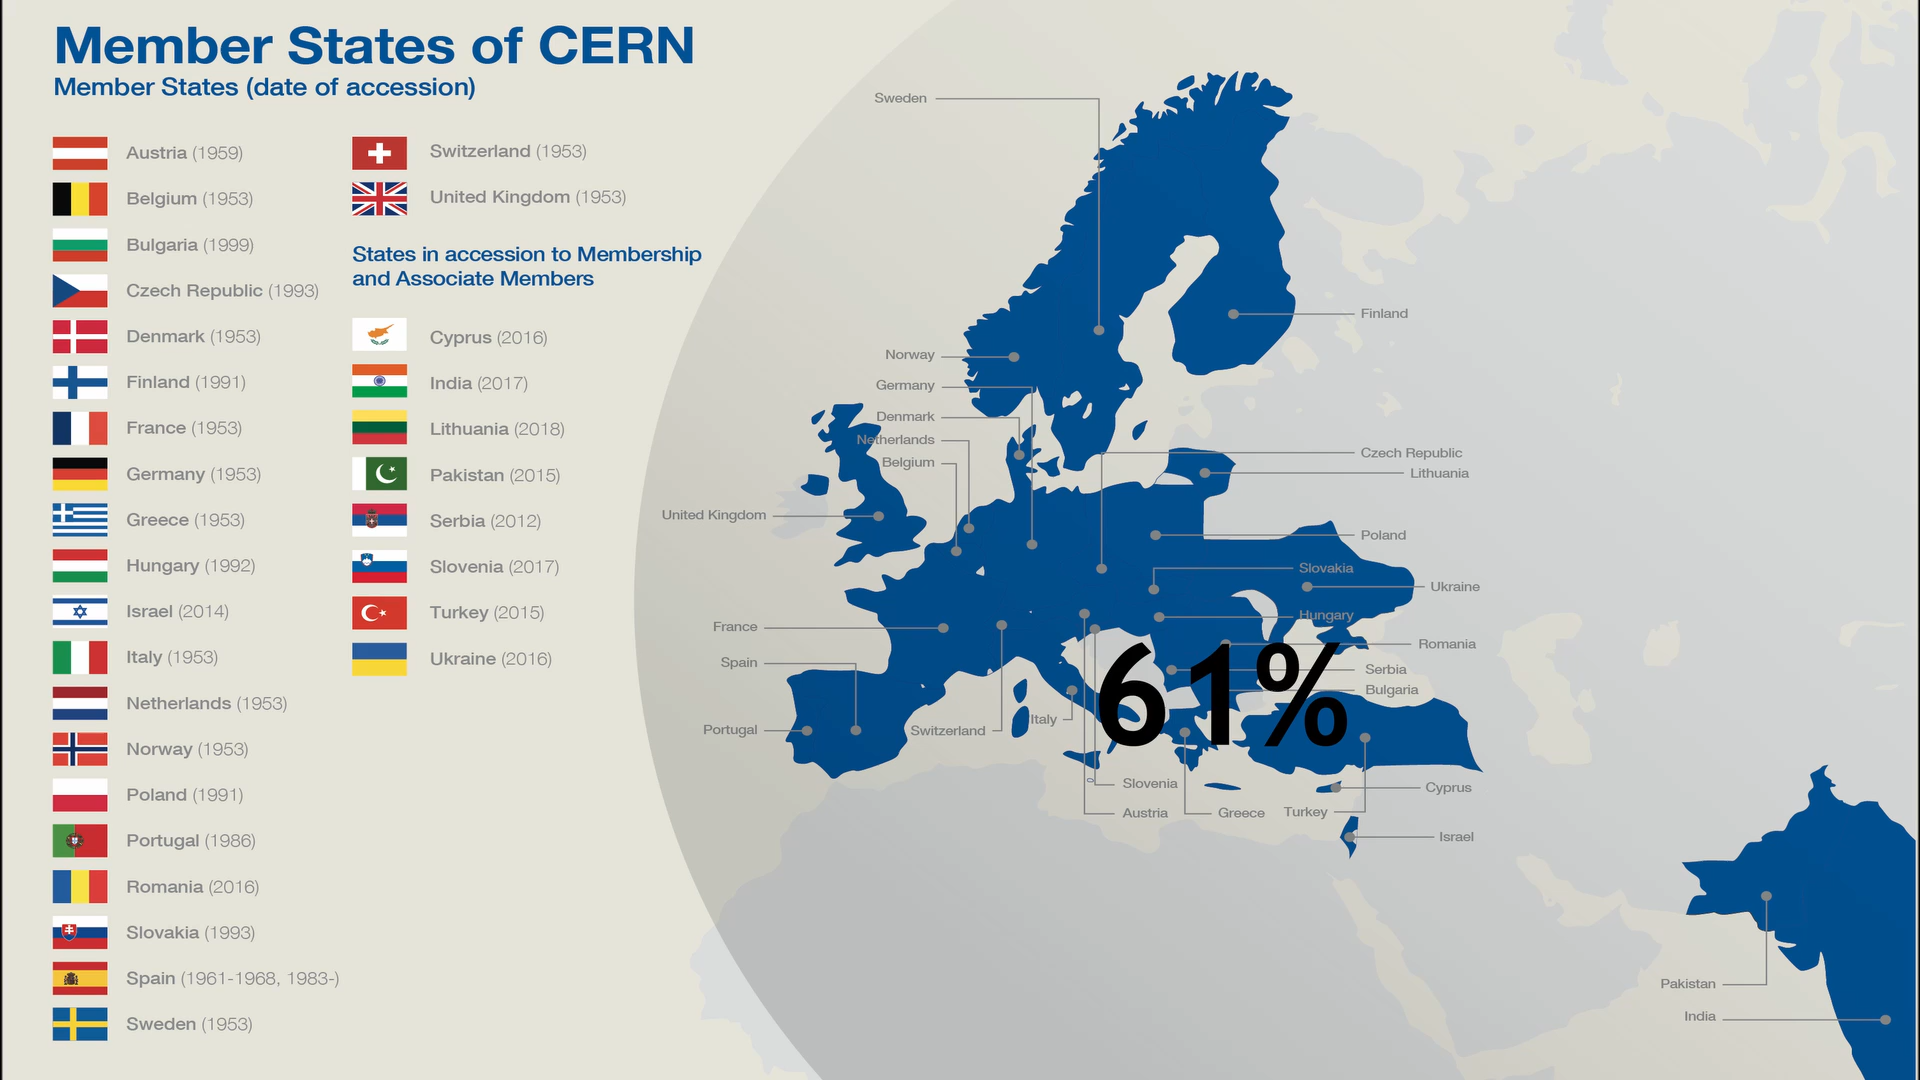 Member States of CERN
Member States (date of accession)
Austria (1959)
Belgium (1953)
Bulgaria (1999)
Czech Republic (1993)
Denmark (1953)
Finland (1991)
France (1953)
Germany (1953)
Greece (1953)
Hungary (1992)
Israel (2014)
Italy (1953)
Netherlands (1953)
Norway (1953)
Poland (1991)
Portugal (1986)
Romania (2016)
Slovakia (1993)
Spain (1961-1968, 1983-)
Sweden (1953)
Switzerland (1953)
United Kingdom (1953)
States in accession to Membership
and Associate Members
Cyprus (2016)
India (2017)
Lithuania (2018)
Pakistan (2015)
Serbia (2012)
Slovenia (2017)
Turkey (2015)
Ukraine (2016)
Sweden
Finland
Norway
Germany
Denmark
Netherlands
Belgium
Czech Republic
Lithuania
United Kingdom
Poland
Slovakia
Ukraine
Hungary
France
Romania
Spain
Serbia
Bulgaria
61%
Portugal
Switzerland
Italy
Slovenia
Cyprus
Austria
Greece
Turkey
Israel
Pakistan
India